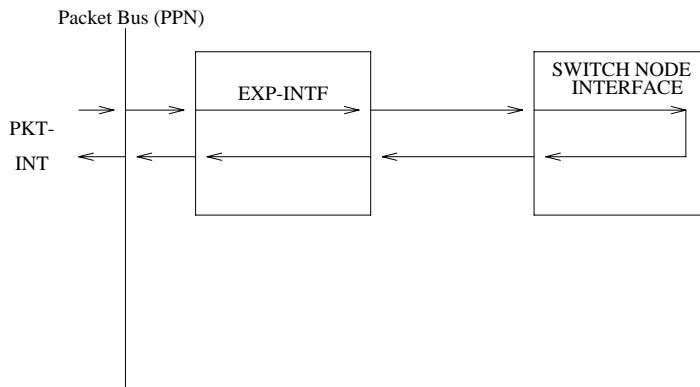 Packet Bus (PPN)
EXP-INTF
SWITCH NODE
INTERFACE
PKT-
INT